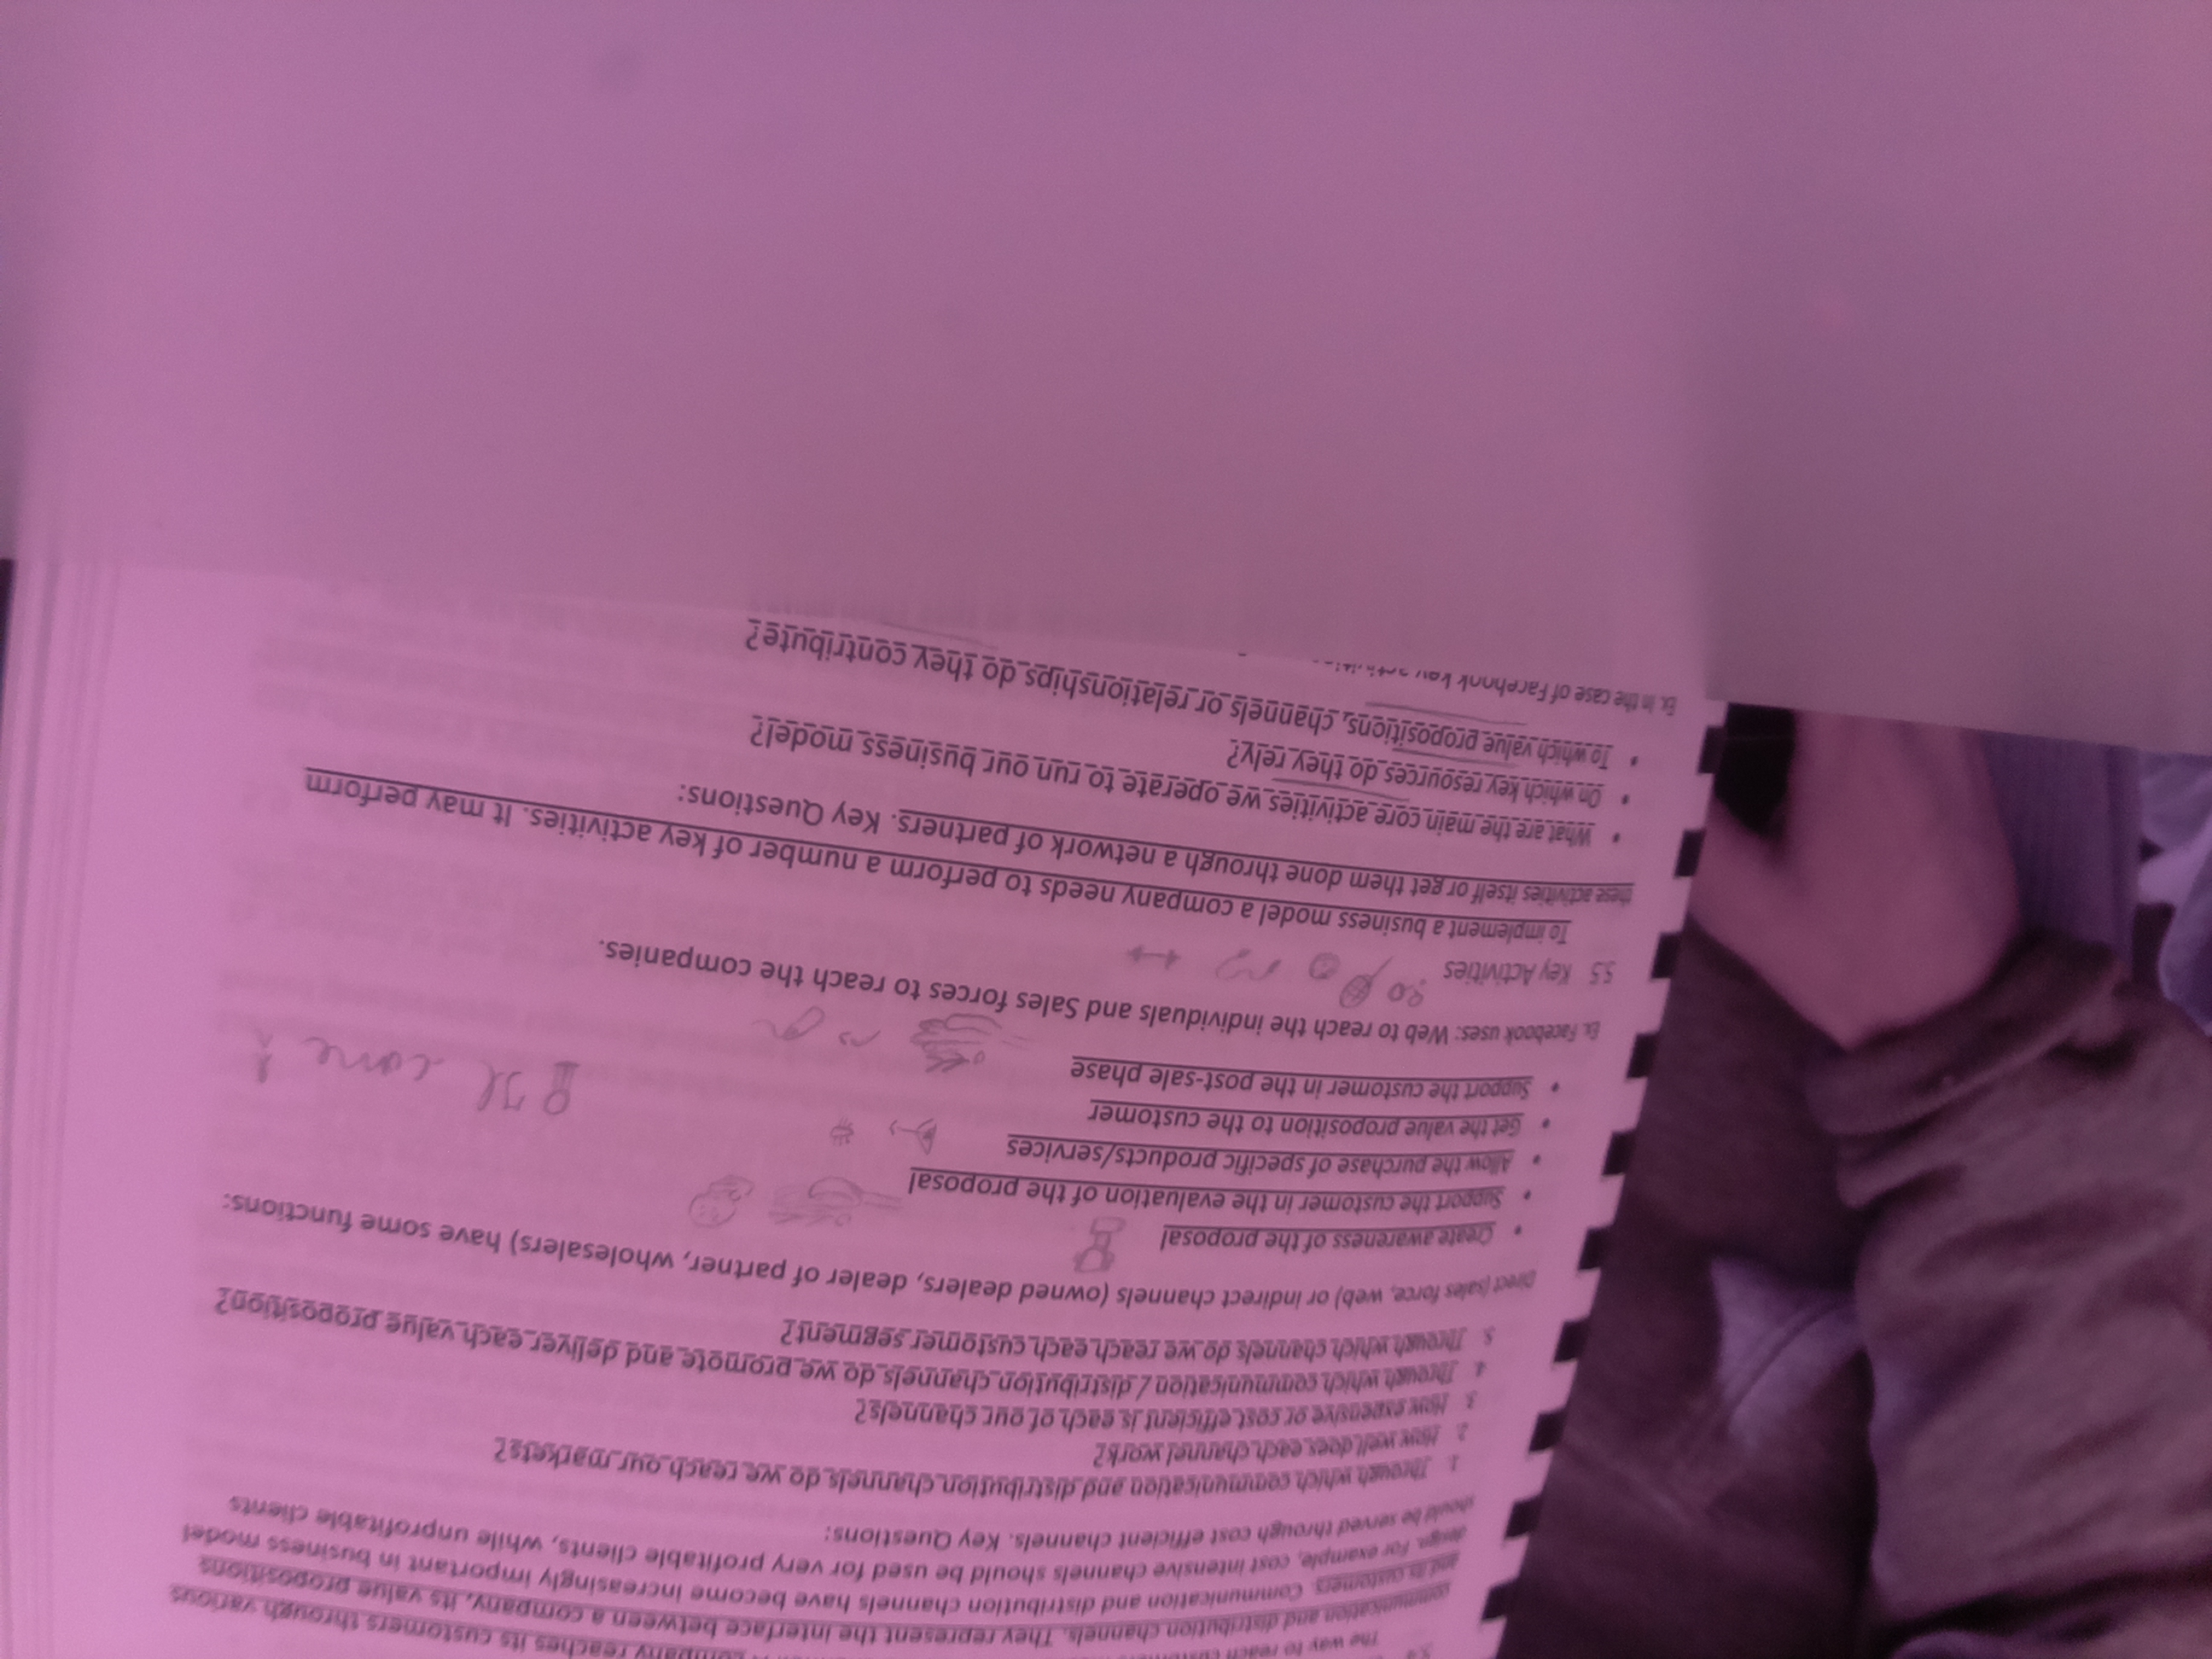 The way to reach
company reaches its customers through various
communication and distribution channels. They represent the interface between a company, its value propositions
and its customers. Communication and distribution channels have become increasingly important in business model
design. For example, cost intensive channels should be used for very profitable clients, while unprofitable clients
should be served through cost efficient channels. Key Questions:
1. Through which communication and distribution channels do we reach our markets?
2. How well does each channel work?
3. How expensive or cost efficient is each of our channels?
4. Through which communication / distribution channels do we promote and deliver each value proposition?
5. Through which channels do we reach each customer segment?
Direct (sales force, web) or indirect channels (owned dealers, dealer of partner, wholesalers) have some functions:
• Create awareness of the proposal
• Support the customer in the evaluation of the proposal
• Allow the purchase of specific products/services
• Get the value proposition to the customer
• Support the customer in the post-sale phase
come
Ex. Facebook uses: Web to reach the individuals and Sales forces to reach the companies.
5.5 Key Activities
To implement a business model a company needs to perform a number of key activities. It may perform
these activities itself or get them done through a network of partners. Key Questions:
• What are the main core activities we operate to run our business model?
• On which key resources do they rely?
• To which value propositions, channels or relationships do they contribute?
Ex. In the case of Facebook key